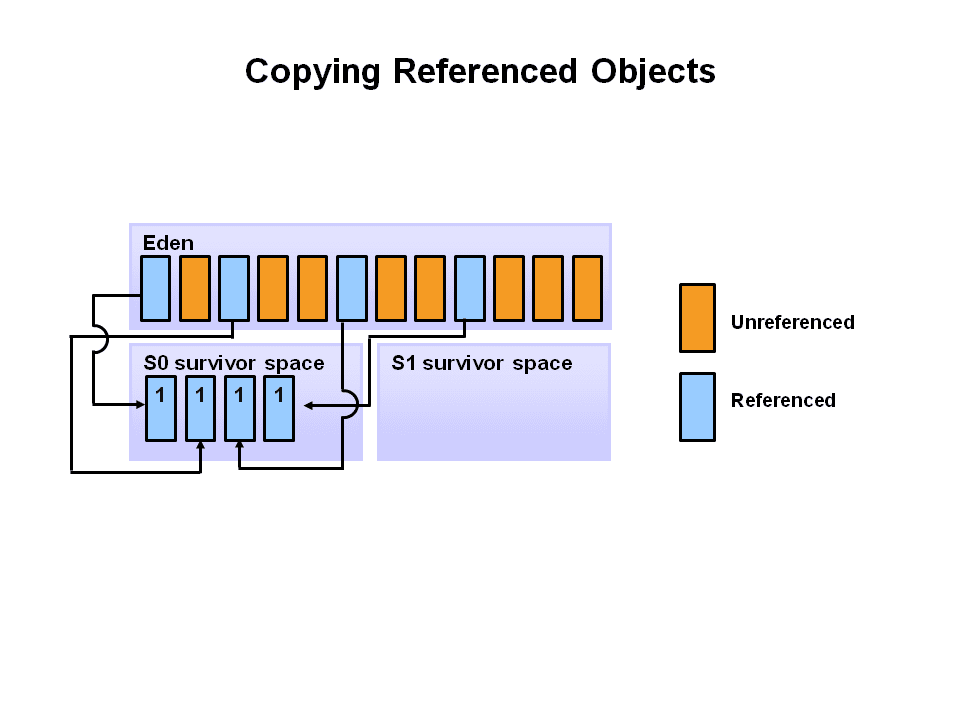 Copying Referenced Objects
Eden
S0 survivor space
S1 survivor space
1 1 1 1
Unreferenced
Referenced